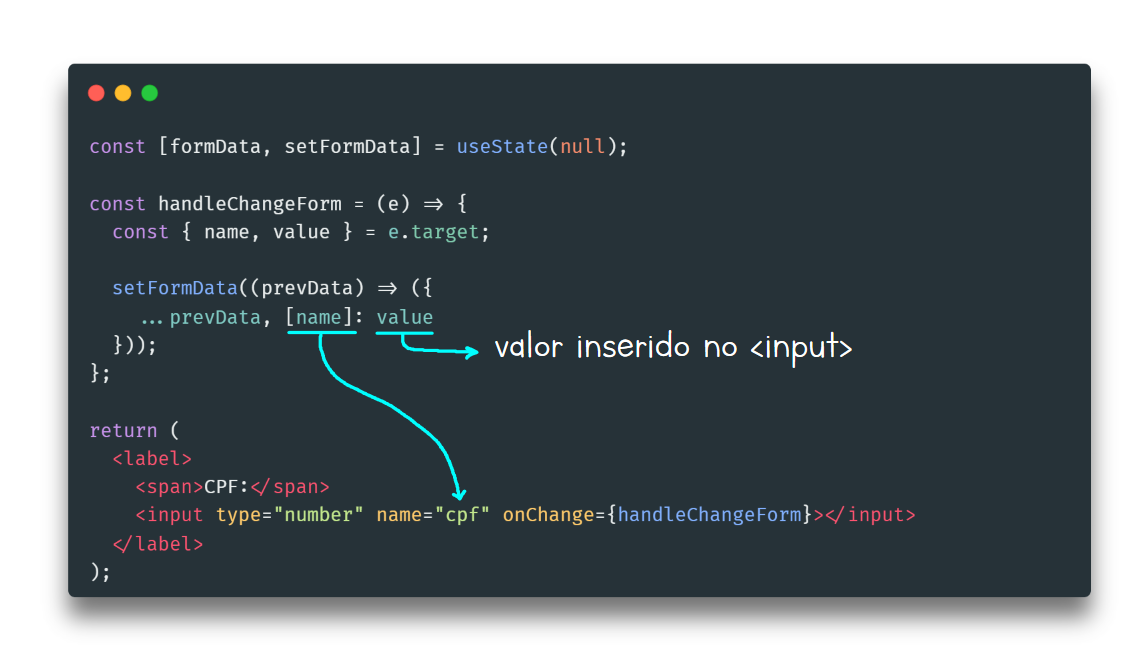 const [formData, setFormData] = useState(null);
const handleChangeForm = (e) => {
const { name, value } = e.target;
setFormData((prevData) => ({
...prevData, [name]: value
}));
valor inserido no <input>
};
return (
<label>
<span>CPF:</span>
<input type="number" name="cpf" onChange={handleChangeForm}></input>
</label>
);